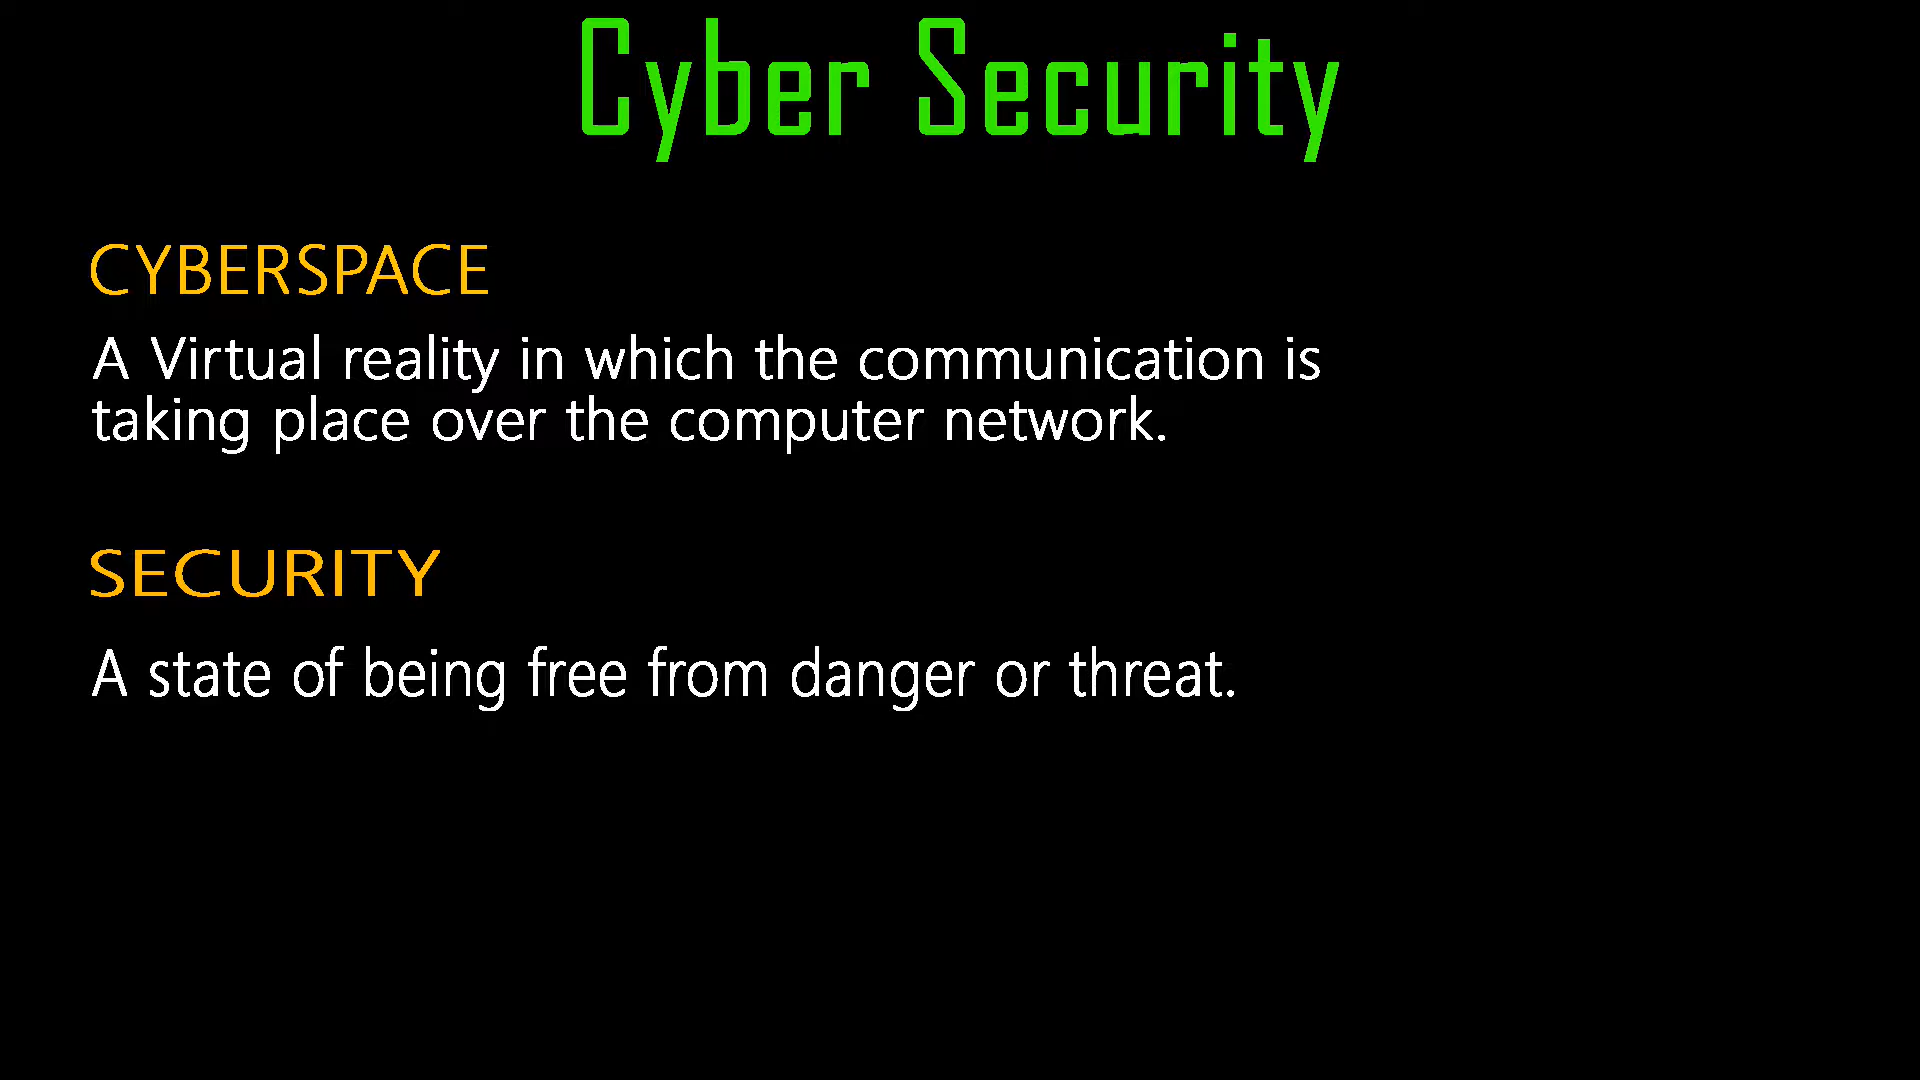 Cyber Security
CYBERSPACE
A Virtual reality in which the communication is
taking place over the computer network.
SECURITY
A state of being free from danger or threat.